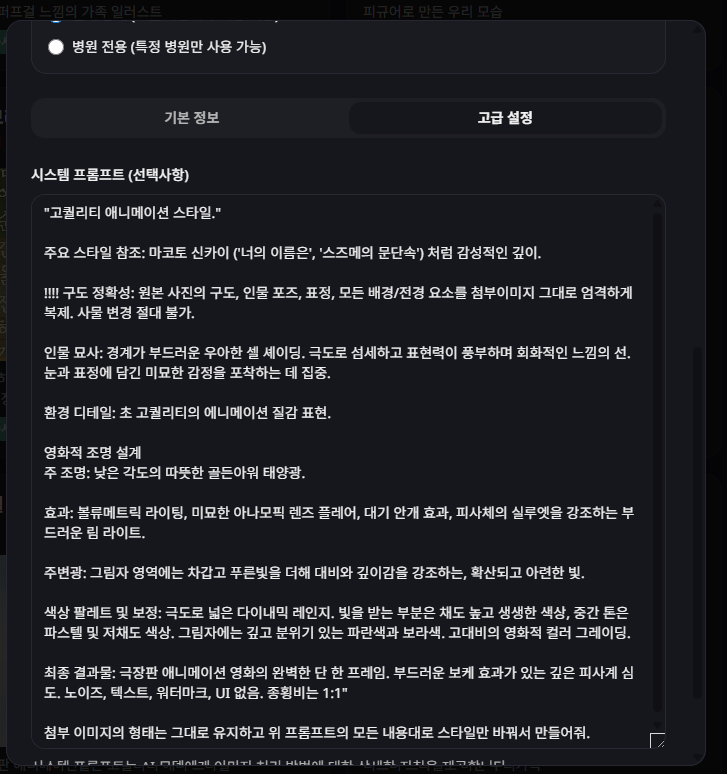 퍼펙 느낌의 가족 일러스트
피규어로 만든 우리 모습
병원 전용 (특정 병원만 사용 가능)
기본 정보
고급 설정
시스템 프롬프트 (선택사항)
"고퀄리티 애니메이션 스타일."
주요 스타일 참조: 마코토 신카이 ('너의 이름은', '스즈메의 문단속') 처럼 감성적인 깊이.
!!!! 구도 정확성: 원본 사진의 구도, 인물 포즈, 표정, 모든 배경/전경 요소를 첨부이미지 그대로 엄격하게
복제. 사물 변경 절대 불가.
인물 묘사: 경계가 부드러운 우아한 셀 셰이딩. 극도로 섬세하고 표현력이 풍부하며 회화적인 느낌의 선.
눈과 표정에 담긴 미묘한 감정을 포착하는 데 집중.
환경 디테일: 초 고퀄리티의 애니메이션 질감 표현.
영화적 조명 설계
주 조명: 낮은 각도의 따뜻한 골든아워 태양광.
효과: 볼류메트릭 라이팅, 미묘한 아나모픽 렌즈 플레어, 대기 안개 효과, 피사체의 실루엣을 강조하는 부
드러운 림 라이트.
주변광: 그림자 영역에는 차갑고 푸른빛을 더해 대비와 깊이감을 강조하는, 확산되고 아련한 빛.
색상 팔레트 및 보정: 극도로 넓은 다이내믹 레인지. 빛을 받는 부분은 채도 높고 생생한 색상, 중간 톤은
파스텔 및 저채도 색상. 그림자에는 깊고 분위기 있는 파란색과 보라색. 고대비의 영화적 컬러 그레이딩.
최종 결과물: 극장판 애니메이션 영화의 완벽한 단 한 프레임. 부드러운 보케 효과가 있는 깊은 피사계 심
도. 노이즈, 텍스트, 워터마크, UI 없음. 종횡비는 1:1"
첨부 이미지의 형태는 그대로 유지하고 위 프롬프트의 모든 내용대로 스타일만 바꿔서 만들어줘.